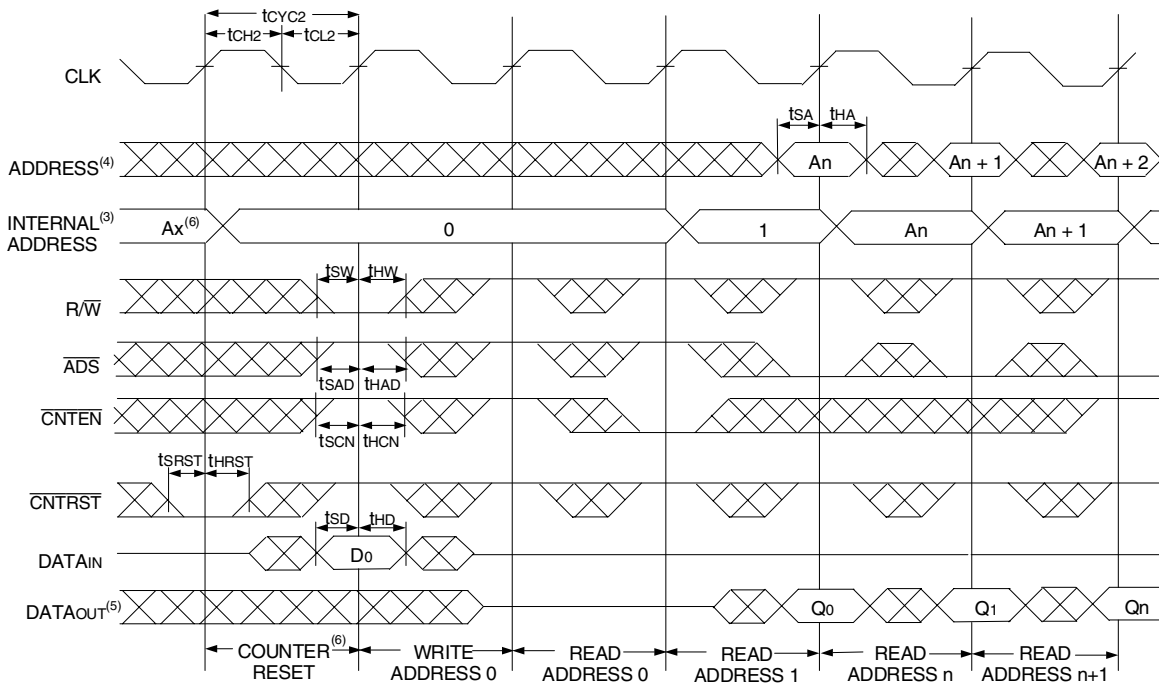 tCYC2
tCH2 tCL2
CLK
tSA tHA
ADDRESS(4) An An + 1 An + 2
INTERNAL(3) ADDRESS Ax(6) 0 1 An An + 1
tSW tHW
R/W
ADS
tSAD tHAD
CNTEN
tSCN tHCN
tSRST tHRST
CNTRST
tSD tHD
DATAIN D0
DATAOUT(5) Q0 Q1 Qn
COUNTER(6) RESET
WRITE ADDRESS 0
READ ADDRESS 0
READ ADDRESS 1
READ ADDRESS n
READ ADDRESS n+1